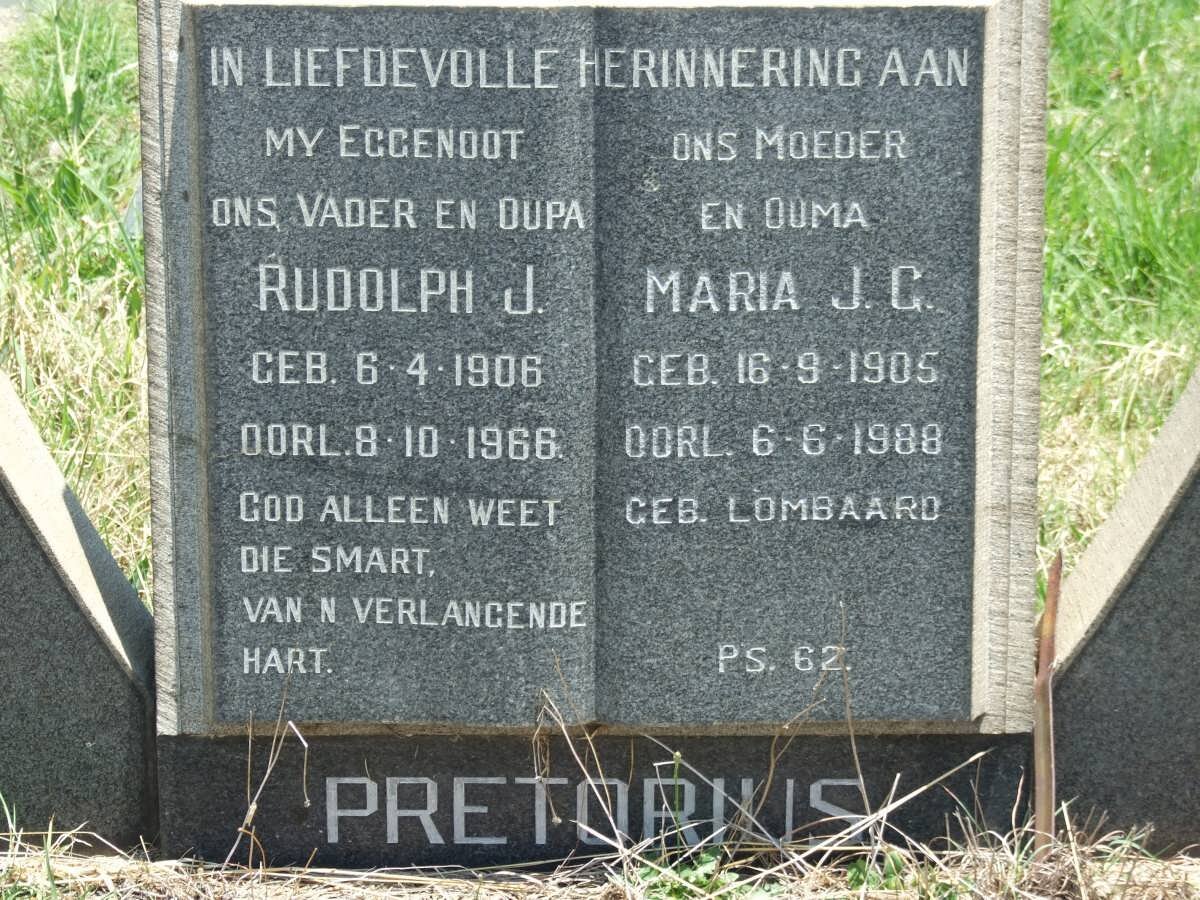 IN LIEFDEVOLLE HERINNERING AAN
MY EGGENOOT
ONS, VADER EN OUPA
RUDOLPH J.
GEB. 6·4·1906
OORL. 8·10·1966.
GOD ALLEEN WEET
DIE SMART,
VAN N VERLANGENDE
HART.
ONS MOEDER
EN OUMA
MARIA J. G.
GEB. 16·9·1905
OORL. 6·6·1988
GEB. LOMBAARD
PS. 62.
PRETORIUS